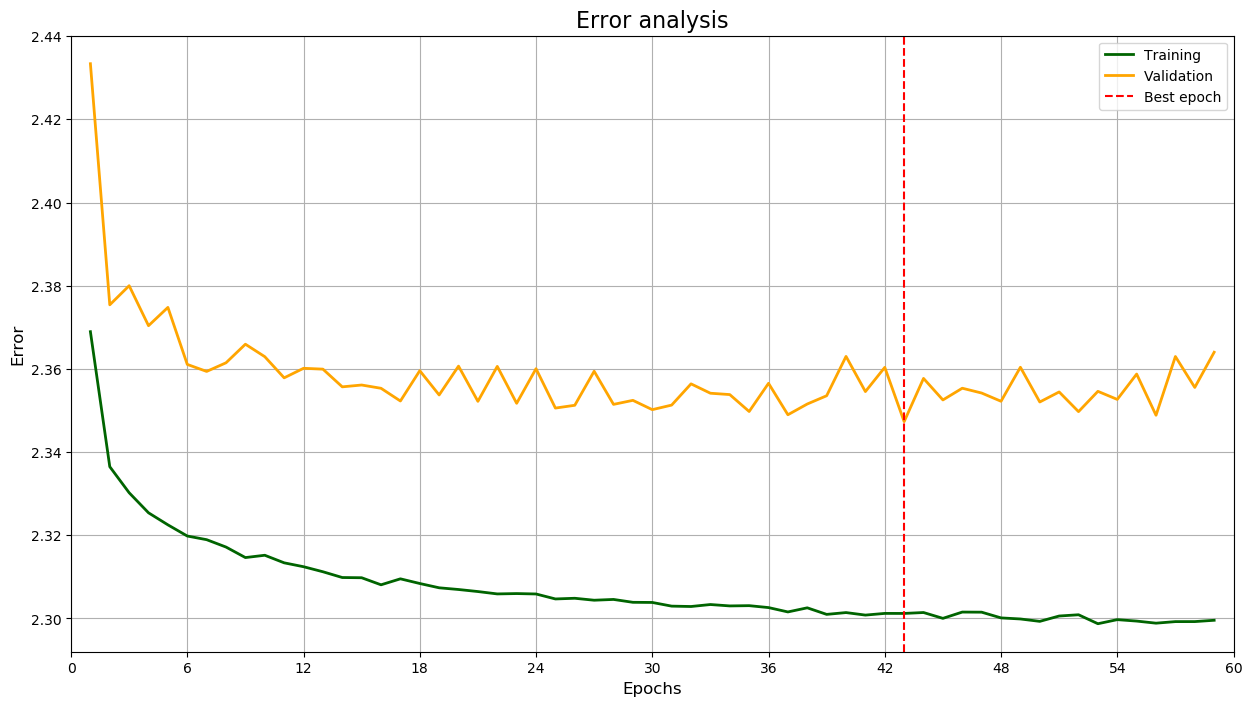 Error analysis
2.44
2.42
2.40
2.38
2.36
2.34
2.32
2.30
Error
Training
Validation
Best epoch
0 6 12 18 24 30 36 42 48 54 60
Epochs